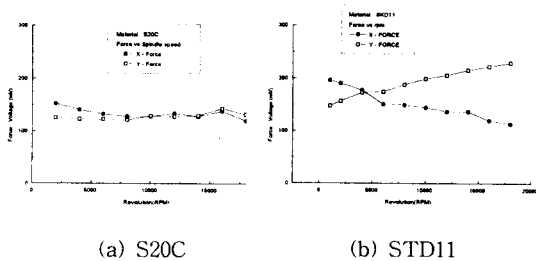 Material : S20C
Force vs Spindle speed
X - Force
Y - Force
Force Voltage (mV)
300
200
100
0
5000
10000
15000
Revolution(RPM)
(a) S20C
Material : SKD11
Force vs rpm
X - FORCE
Y - FORCE
Force Voltage (mV)
300
200
100
0
5000
10000
15000
20000
Revolution(RPM)
(b) STD11